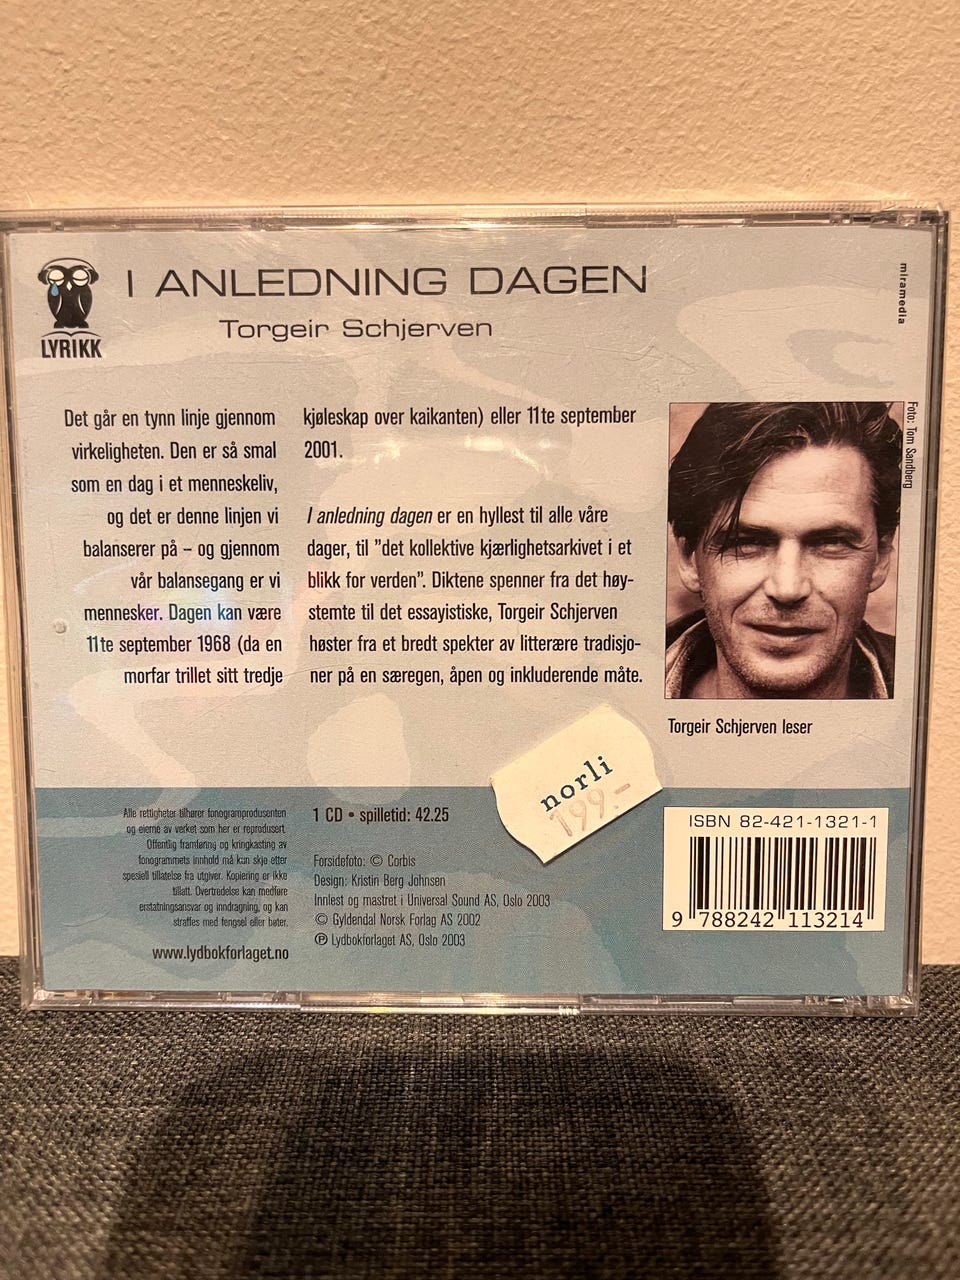 I ANLEDNING DAGEN
Torgeir Schjerven
LYRIKK
miramedia
Det går en tynn linje gjennom
virkeligheten. Den er så smal
som en dag i et menneskeliv,
og det er denne linjen vi
balanserer på – og gjennom
vår balansegang er vi
mennesker. Dagen kan være
11te september 1968 (da en
morfar trillet sitt tredje
kjøleskap over kaikanten) eller 11te september
2001.
I anledning dagen er en hyllest til alle våre
dager, til ”det kollektive kjærlighetsarkivet i et
blikk for verden”. Diktene spenner fra det høy-
stemte til det essayistiske, Torgeir Schjerven
høster fra et bredt spekter av litterære tradisjo-
ner på en særegen, åpen og inkluderende måte.
Foto: Tom Sandberg
Torgeir Schjerven leser
norli
199.-
Alle rettigheter tilhører fonogramprodusenten
og eierne av verket som her er reprodusert.
Offentlig framføring og kringkasting av
fonogrammets innhold må kun skje etter
spesiell tillatelse fra utgiver. Kopiering er ikke
tillatt. Overtredelse kan medføre
erstatningsansvar og inndragning, og kan
straffes med fengsel eller bøter.
www.lydbokforlaget.no
1 CD • spilletid: 42.25
Forsidefoto: © Corbis
Design: Kristin Berg Johnsen
Innlest og mastret i Universal Sound AS, Oslo 2003
© Gyldendal Norsk Forlag AS 2002
℗ Lydbokforlaget AS, Oslo 2003
ISBN 82-421-1321-1
9 788242 113214